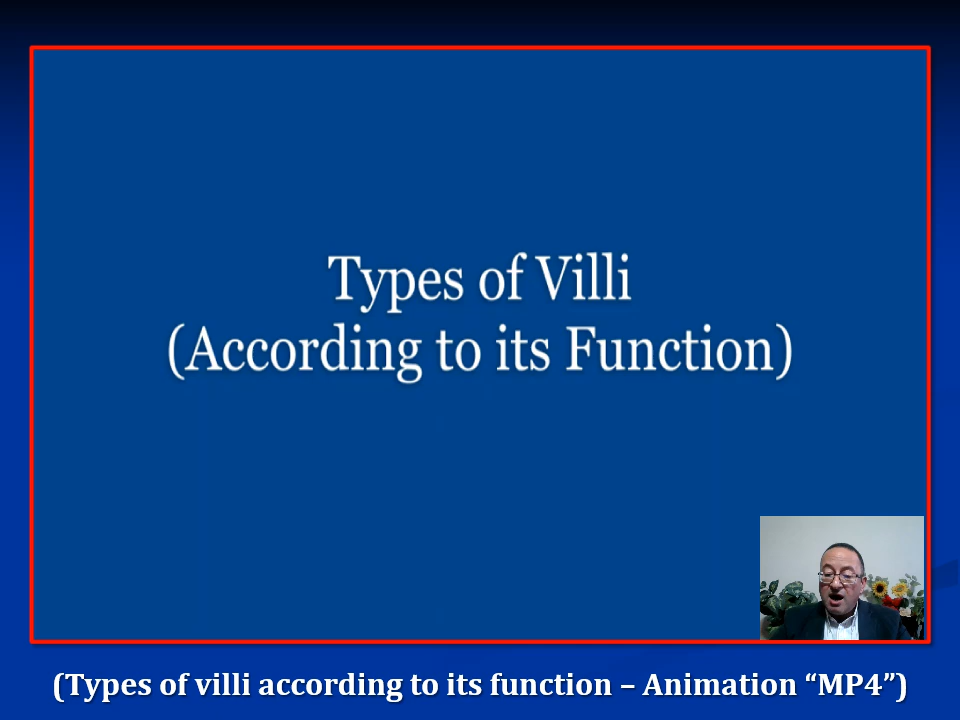 Types of Villi
(According to its Function)
(Types of villi according to its function – Animation “MP4”)